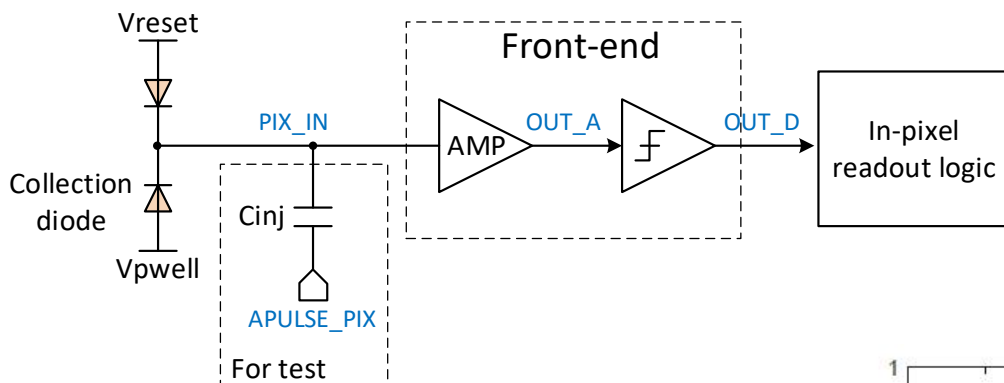 Vreset
Front-end
PIX_IN
AMP
OUT_A
OUT_D
In-pixel
readout logic
Collection
diode
Cinj
Vpwell
APULSE_PIX
For test
1